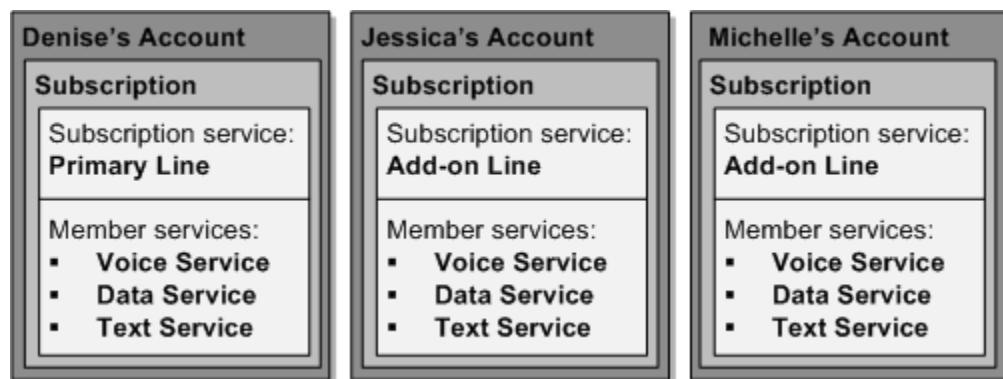 Denise's Account
Subscription
Subscription service:
Primary Line
Member services:
▪ Voice Service
▪ Data Service
▪ Text Service
Jessica's Account
Subscription
Subscription service:
Add-on Line
Member services:
▪ Voice Service
▪ Data Service
▪ Text Service
Michelle's Account
Subscription
Subscription service:
Add-on Line
Member services:
▪ Voice Service
▪ Data Service
▪ Text Service